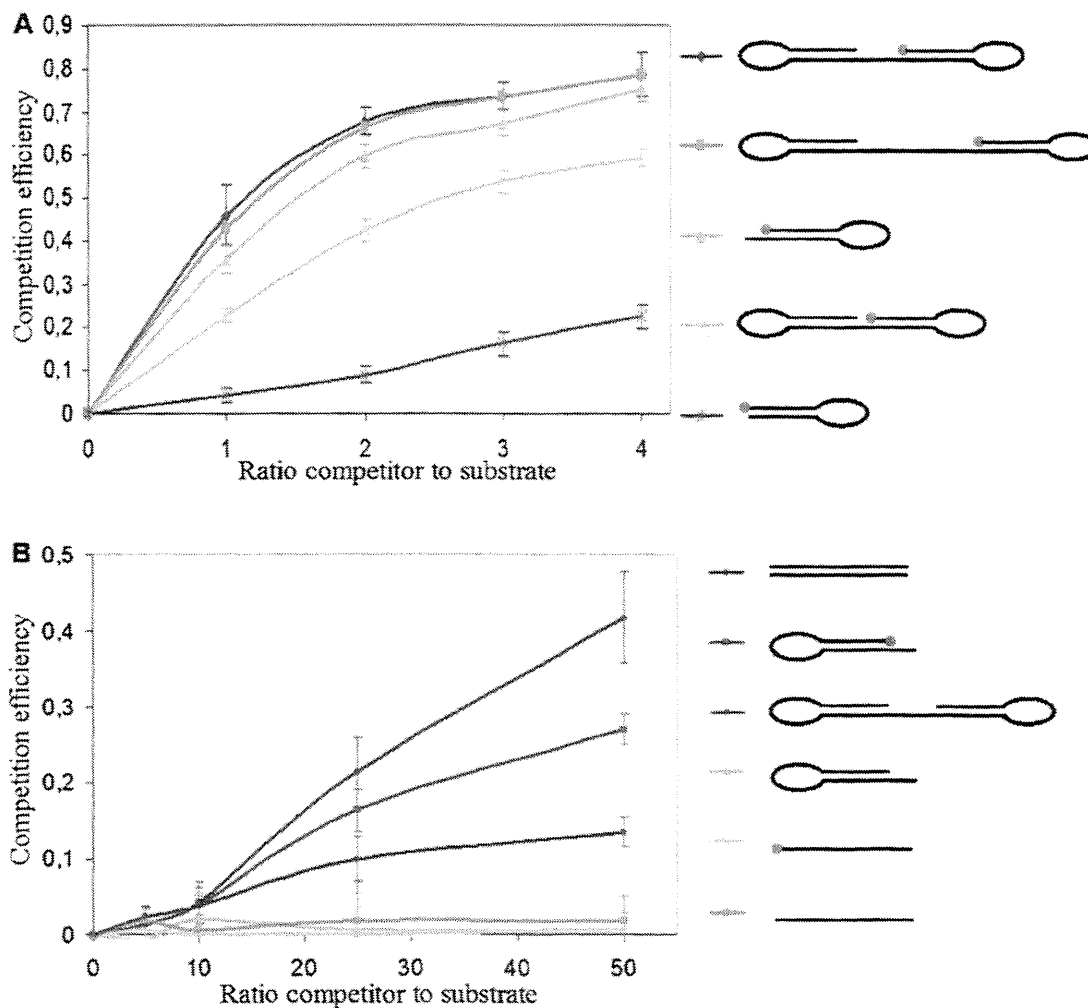 A
0,9
0,8
0,7
0,6
0,5
0,4
0,3
0,2
0,1
0
Competition efficiency
0 1 2 3 4
Ratio competitor to substrate
B
0,5
0,4
0,3
0,2
0,1
0
Competition efficiency
0 10 20 30 40 50
Ratio competitor to substrate